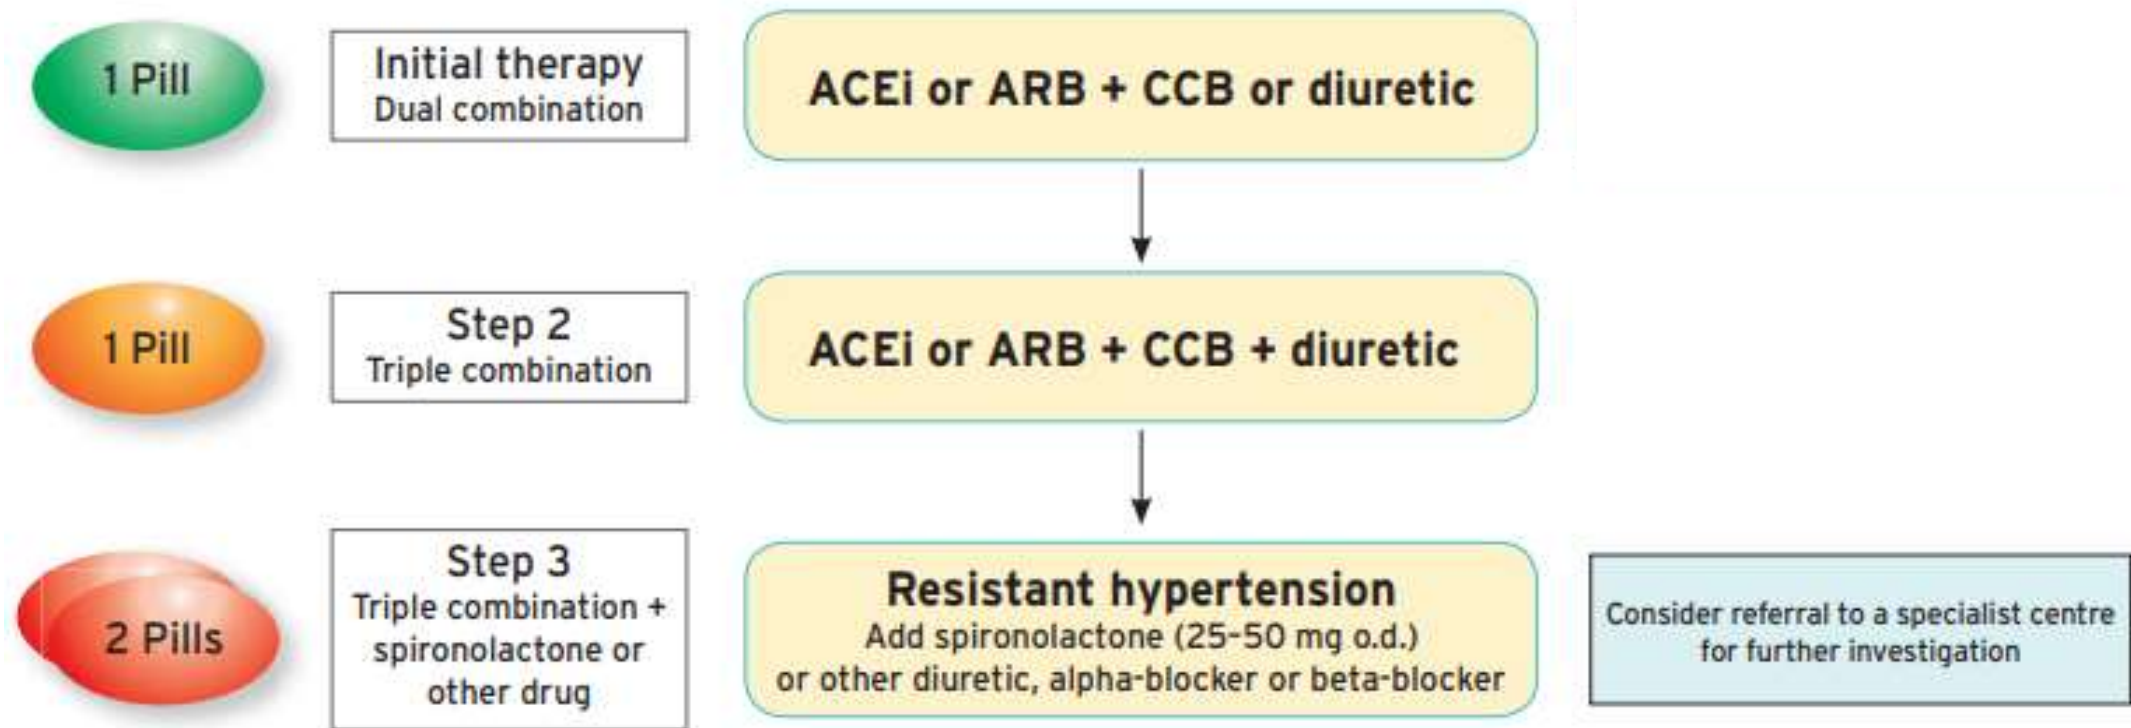 1 Pill
Initial therapy
Dual combination
ACEi or ARB + CCB or diuretic
1 Pill
Step 2
Triple combination
ACEi or ARB + CCB + diuretic
2 Pills
Step 3
Triple combination +
spironolactone or
other drug
Resistant hypertension
Add spironolactone (25-50 mg o.d.)
or other diuretic, alpha-blocker or beta-blocker
Consider referral to a specialist centre
for further investigation